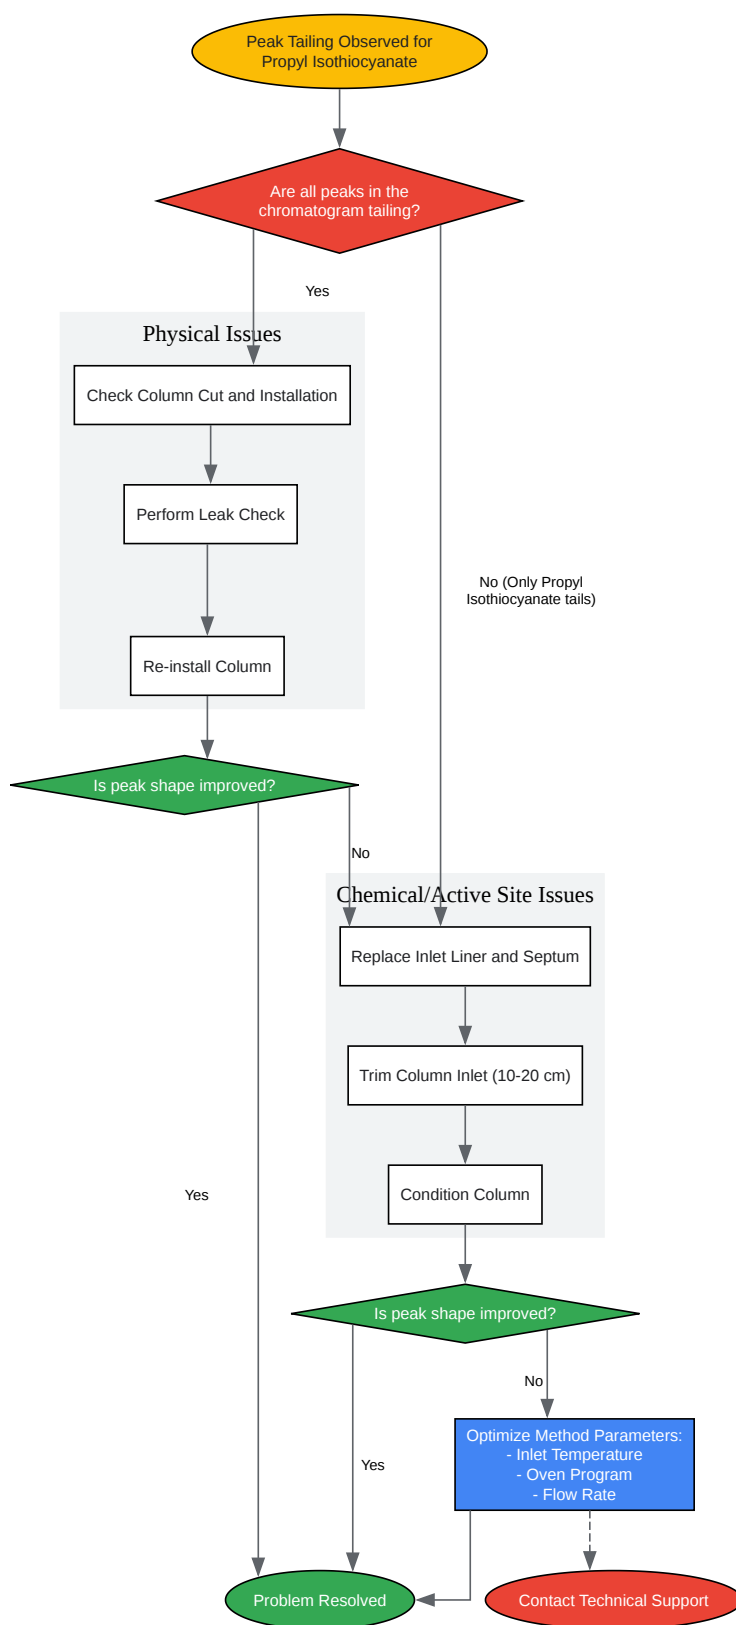 Peak Tailing Observed for
Propyl Isothiocyanate
Are all peaks in the
chromatogram tailing?
Yes
Physical Issues
Check Column Cut and Installation
Perform Leak Check
No (Only Propyl
Isothiocyanate tails)
Re-install Column
Is peak shape improved?
No
Chemical/Active Site Issues
Replace Inlet Liner and Septum
Trim Column Inlet (10-20 cm)
Condition Column
Yes
Is peak shape improved?
No
Optimize Method Parameters:
- Inlet Temperature
- Oven Program
- Flow Rate
Yes
Problem Resolved
Contact Technical Support